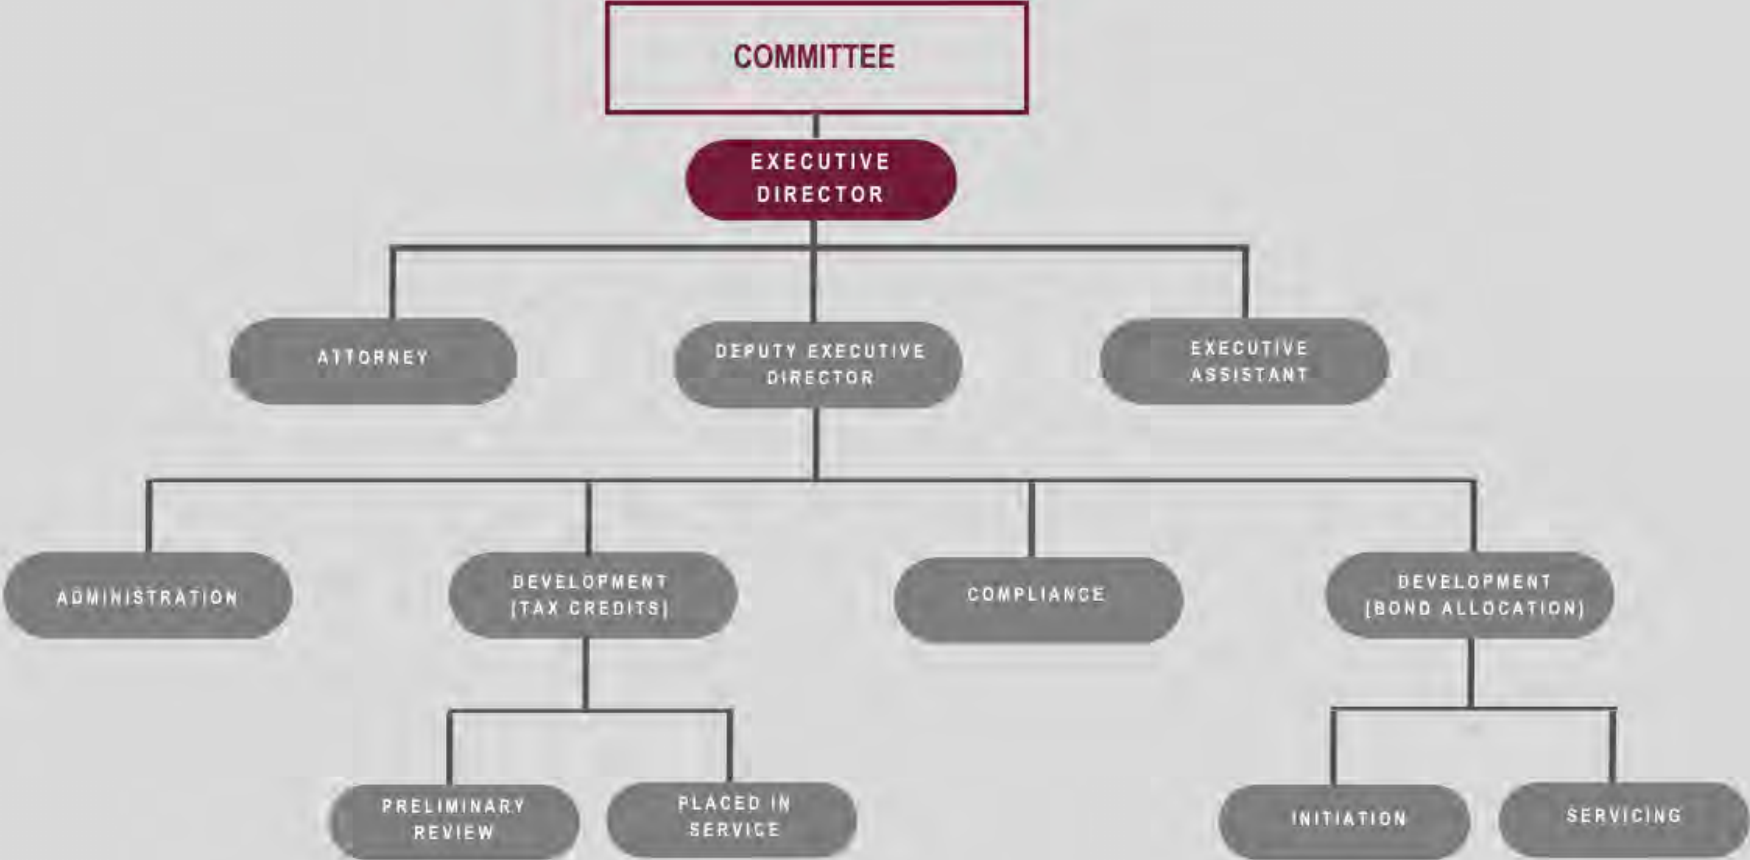 COMMITTEE
EXECUTIVE
DIRECTOR
ATTORNEY
DEPUTY EXECUTIVE
DIRECTOR
EXECUTIVE
ASSISTANT
ADMINISTRATION
DEVELOPMENT
(TAX CREDITS)
COMPLIANCE
DEVELOPMENT
(BOND ALLOCATION)
PRELIMINARY
REVIEW
PLACED IN
SERVICE
INITIATION
SERVICING